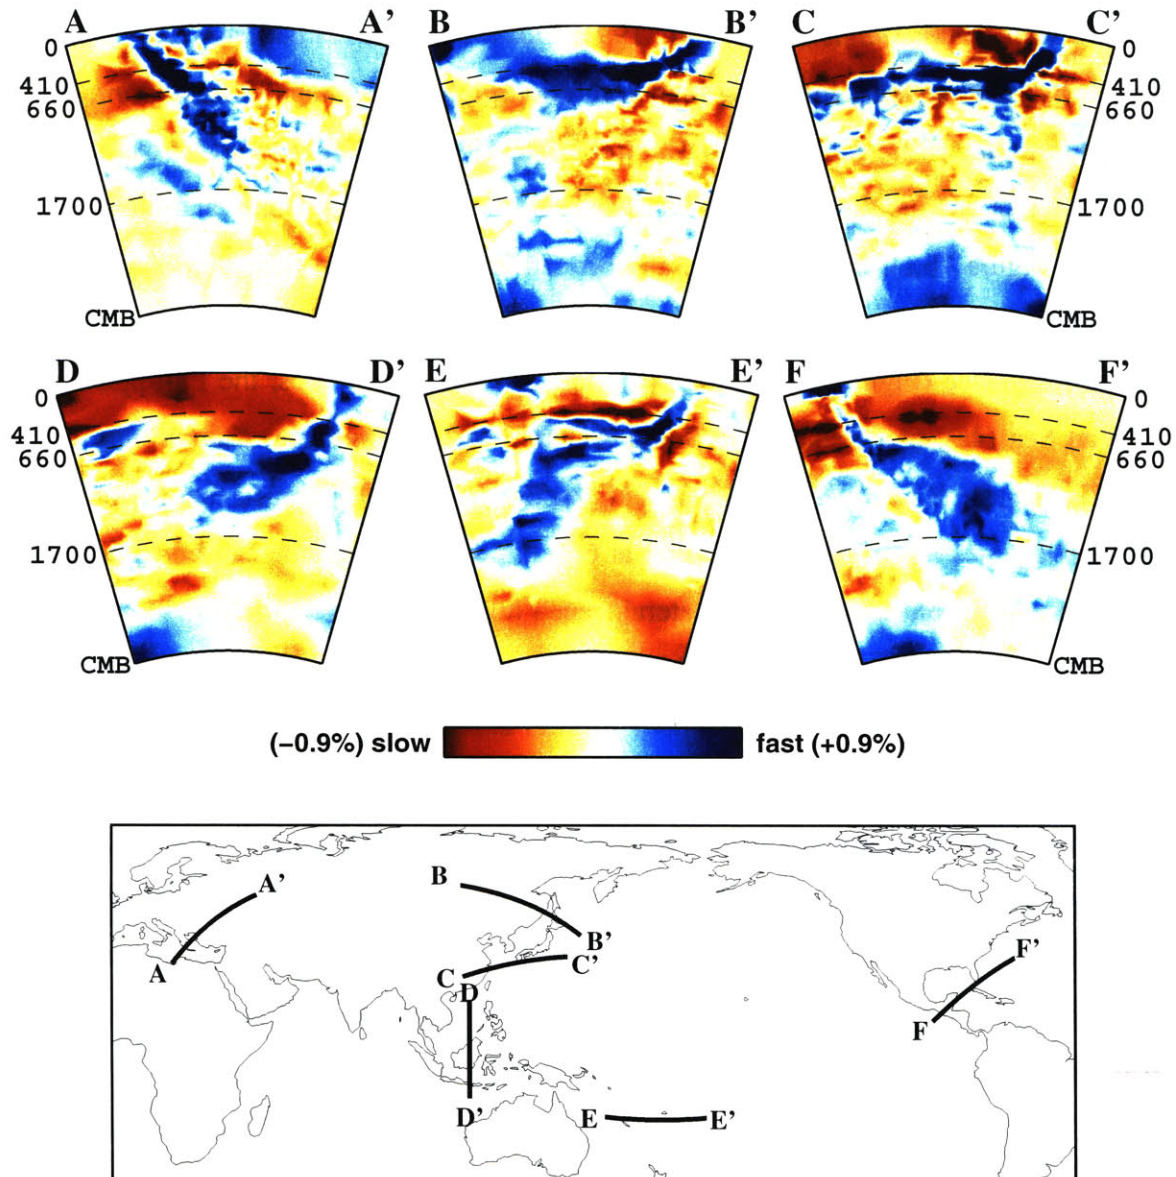 A A' B B' C C'
0 0
410 410
660 660
1700 1700
CMB CMB
D D' E E' F F'
0 0
410 410
660 660
1700 1700
CMB CMB
(−0.9%) slow fast (+0.9%)
B
A'
B'
A C C'
D F'
F
D' E E'